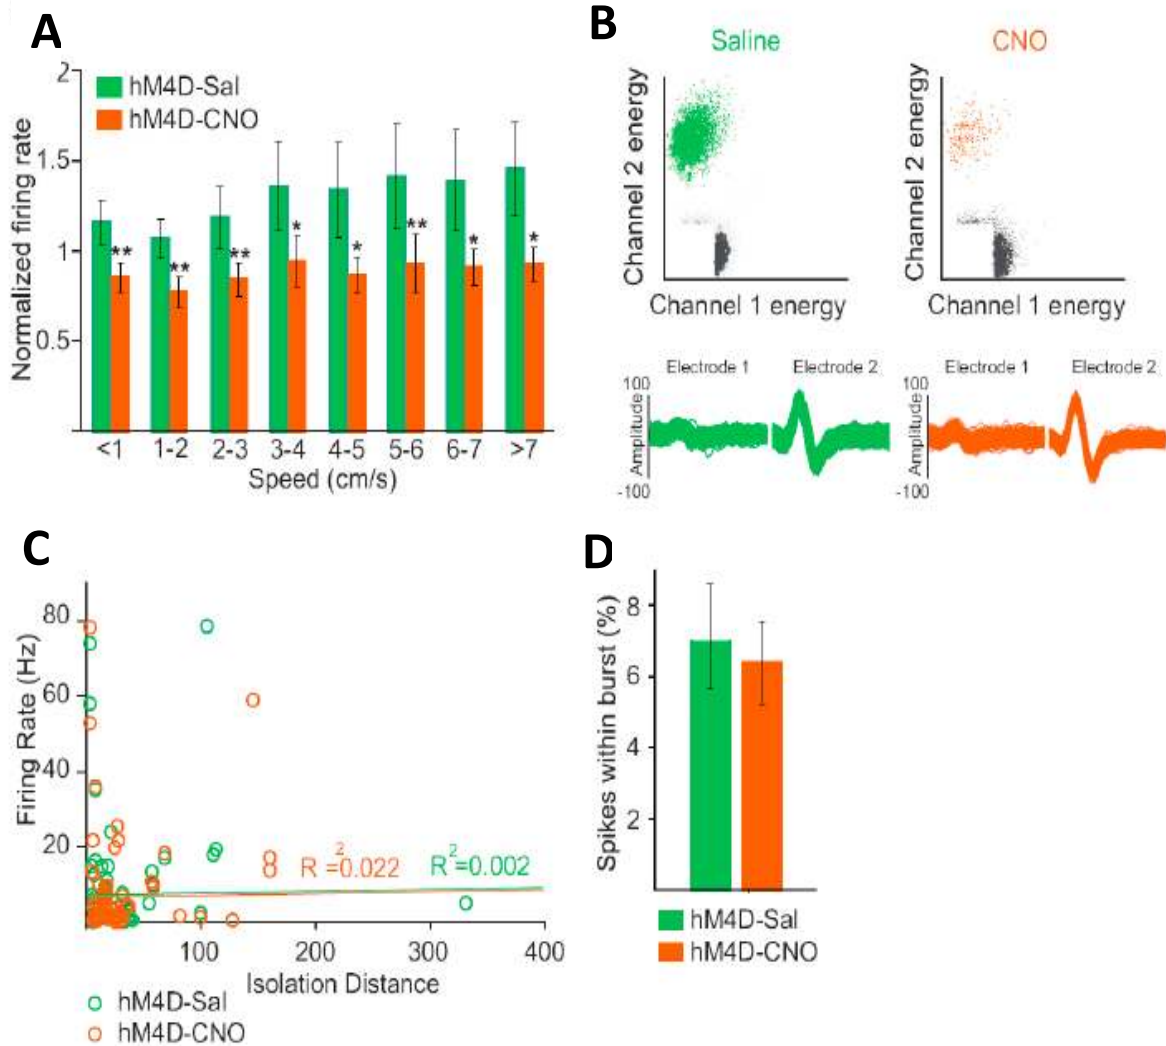 A
hM4D-Sal
hM4D-CNO
Normalized firing rate
2
1.5
1
0.5
** ** ** * * ** * *
<1 1-2 2-3 3-4 4-5 5-6 6-7 >7
Speed (cm/s)
B
Saline CNO
Channel 2 energy
Channel 2 energy
Channel 1 energy Channel 1 energy
Electrode 1 Electrode 2 Electrode 1 Electrode 2
100
Amplitude
-100
100
Amplitude
-100
C
Firing Rate (Hz)
80
60
40
20
R2=0.022 R2=0.002
100 200 300 400
Isolation Distance
hM4D-Sal
hM4D-CNO
D
Spikes within burst (%)
8
6
4
2
hM4D-Sal
hM4D-CNO